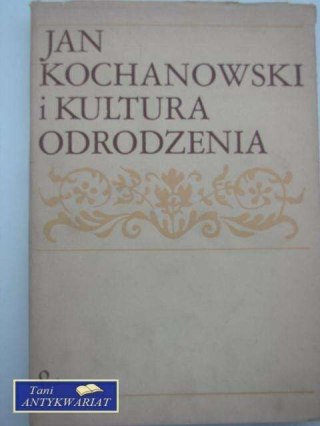 JAN
KOCHANOWSKI
i KULTURA
ODRODZENIA
Tani
ANTYKWARIAT